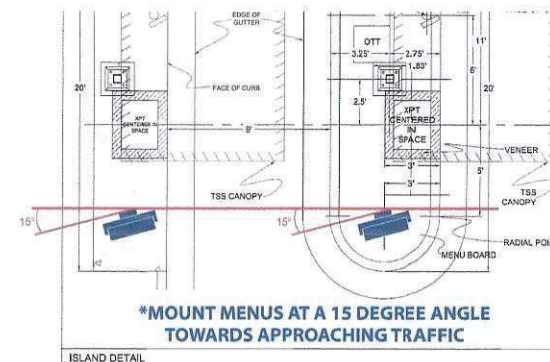 EDGE OF
GUTTER
FACE OF CURB
20'
XPT
CENTERED IN
SPACE
8'
TSS CANOPY
15°
OTT
3.25'
2.75'
1.83'
2.5'
11'
6'
20'
XPT
CENTERED
IN
SPACE
VENEER
3'
3'
5'
TSS
CANOPY
15°
RADIAL POI
MENU BOARD
*MOUNT MENUS AT A 15 DEGREE ANGLE
TOWARDS APPROACHING TRAFFIC
ISLAND DETAIL